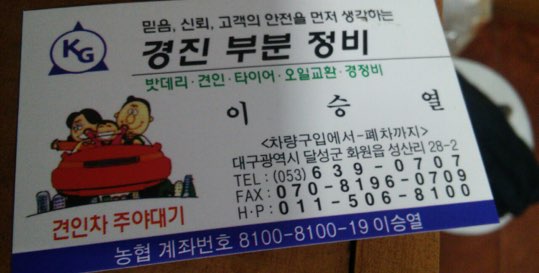 KG
믿음, 신뢰, 고객의 안전을 먼저 생각하는
경진 부분 정비
밧데리·견인·타이어·오일교환·경정비
이 승 열
<차량구입에서-폐차까지>
대구광역시 달성군 화원읍 성산리 28-2
TEL : (053) 639-0707
FAX : 070-8196-0709
H·P : 011-506-8100
견인차 주야대기
농협 계좌번호 8100-8100-19 이승열